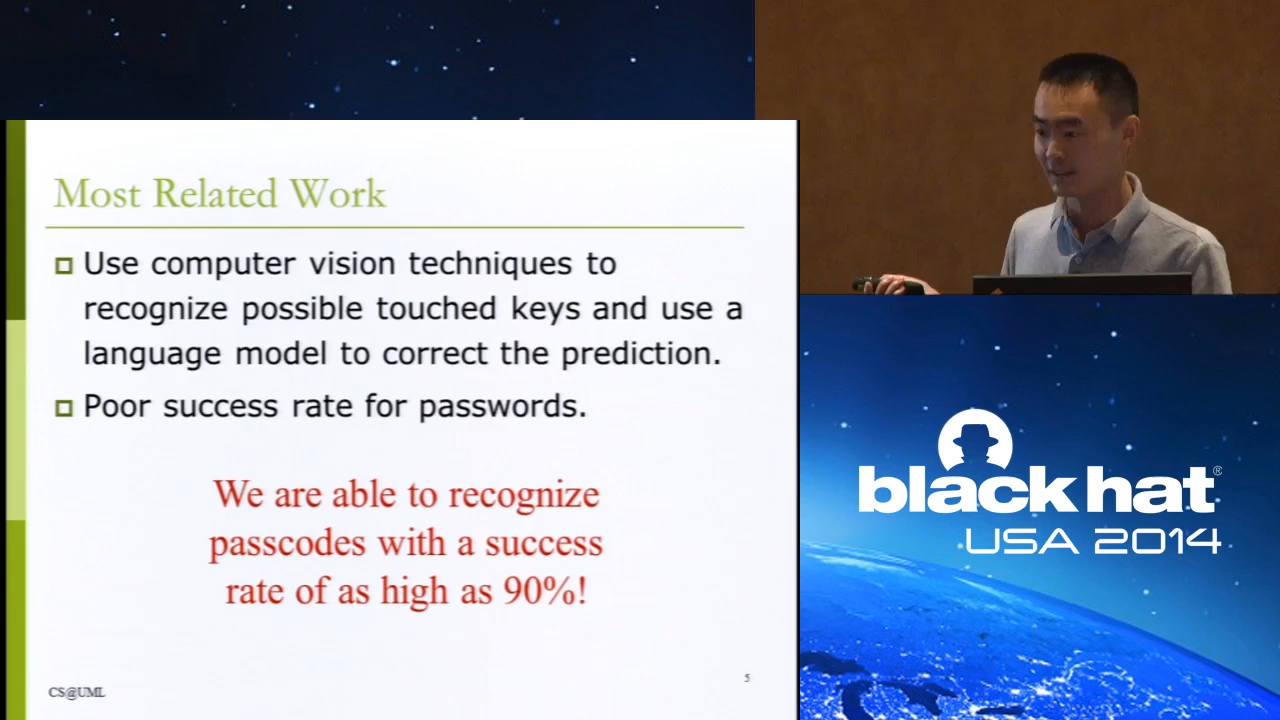 Most Related Work
Use computer vision techniques to
recognize possible touched keys and use a
language model to correct the prediction.
Poor success rate for passwords.
We are able to recognize
passcodes with a success
rate of as high as 90%!
CS@UML
5
black hat®
USA 2014